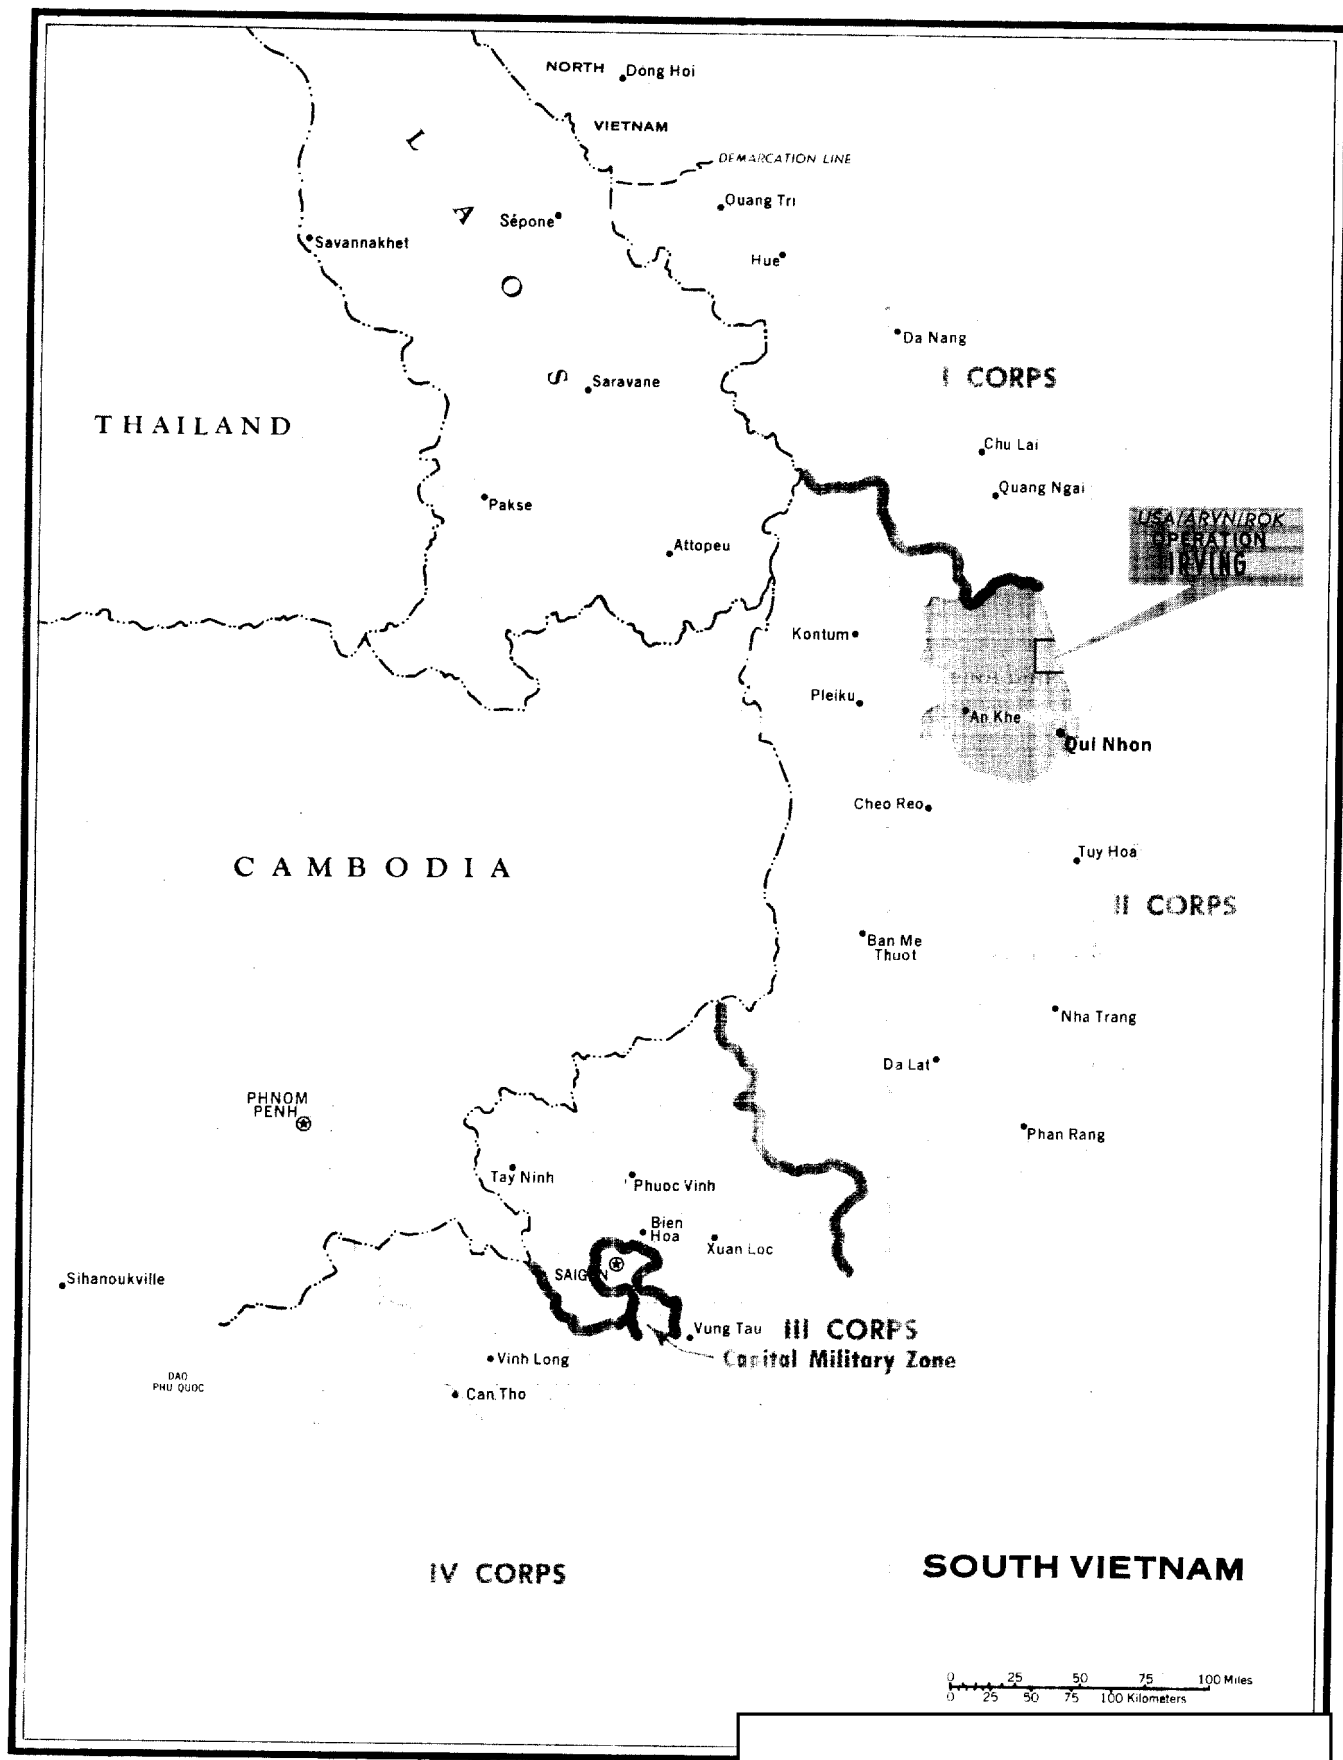 NORTH
Dong Hoi
VIETNAM
DEMARCATION LINE
LAOS
Quang Tri
Sépone
Savannakhet
Hue
Da Nang
I CORPS
Saravane
THAILAND
Chu Lai
Quang Ngai
Pakse
USA/ARVN/ROK
OPERATION
IRVING
Attopeu
Kontum
Pleiku
An Khe
Qui Nhon
Cheo Reo
CAMBODIA
Tuy Hoa
II CORPS
Ban Me
Thuot
Nha Trang
Da Lat
PHNOM
PENH
Phan Rang
Tay Ninh
Phuoc Vinh
Bien
Hoa
Xuan Loc
SAIGON
Sihanoukville
Vung Tau
III CORPS
Capital Military Zone
Vinh Long
DAO
PHU QUOC
Can Tho
IV CORPS
SOUTH VIETNAM
0 25 50 75 100 Miles
0 25 50 75 100 Kilometers